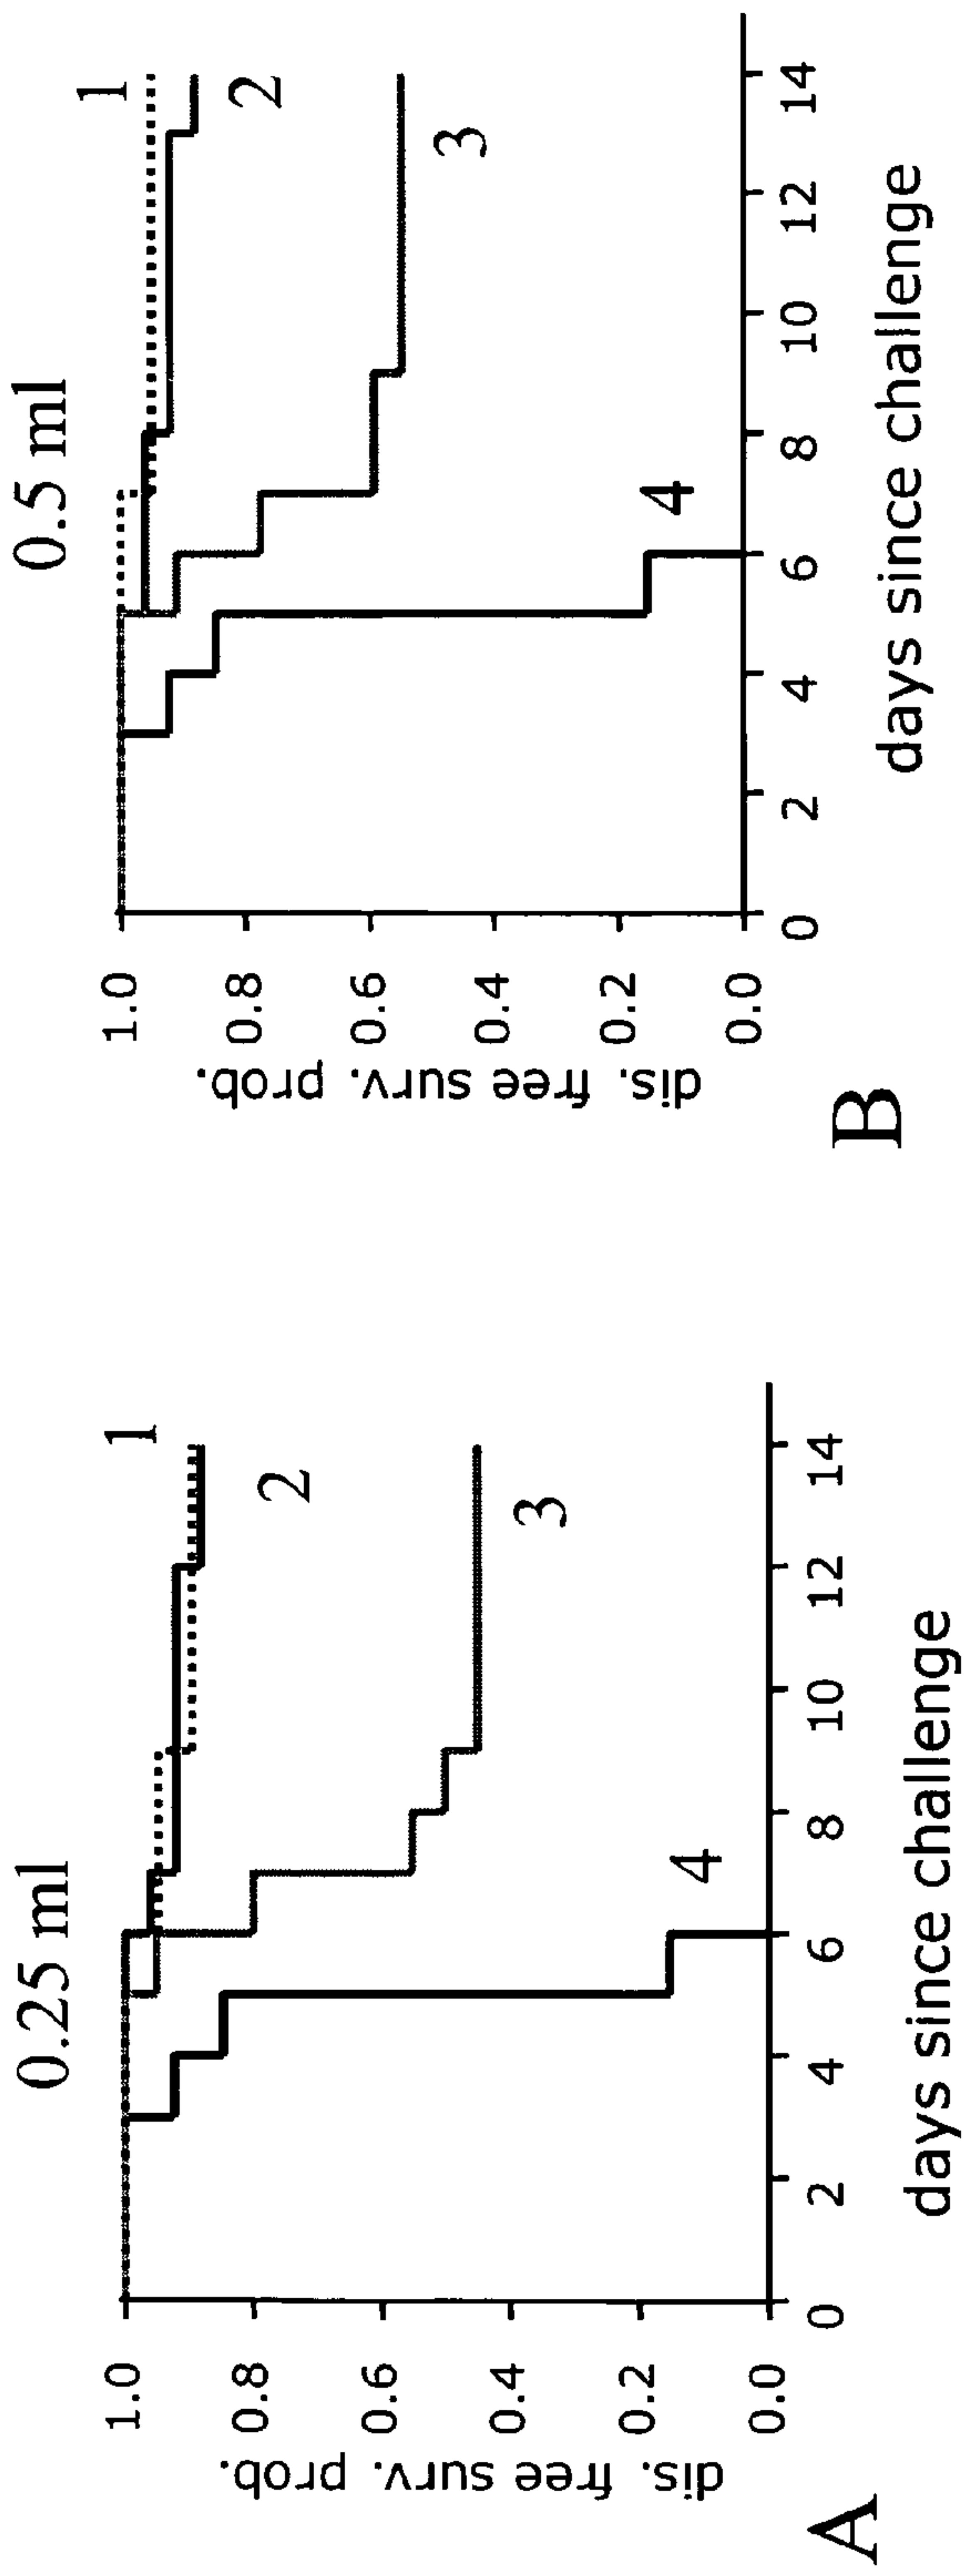 0.25 ml
1.0
0.8
0.6
0.4
0.2
0.0
dis. free surv. prob.
1
2
3
4
0 2 4 6 8 10 12 14
days since challenge
A
0.5 ml
1.0
0.8
0.6
0.4
0.2
0.0
dis. free surv. prob.
1
2
3
4
0 2 4 6 8 10 12 14
days since challenge
B